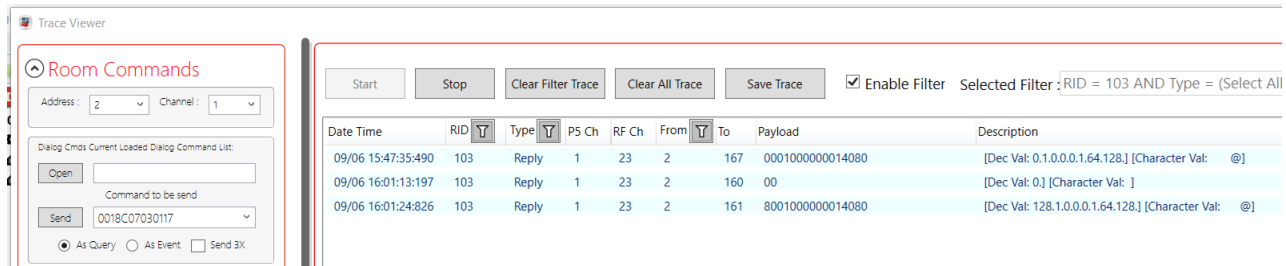 Trace Viewer
Room Commands
Address : 2 Channel : 1
Dialog Cmds Current Loaded Dialog Command List:
Open
Command to be send
Send 0018C07030117
As Query As Event Send 3X
Start Stop Clear Filter Trace Clear All Trace Save Trace Enable Filter Selected Filter : RID = 103 AND Type = (Select All
Date Time RID Type P5 Ch RF Ch From To Payload Description
09/06 15:47:35:490 103 Reply 1 23 2 167 0001000000014080 [Dec Val: 0.1.0.0.0.1.64.128.] [Character Val: @]
09/06 16:01:13:197 103 Reply 1 23 2 160 00 [Dec Val: 0.] [Character Val: ]
09/06 16:01:24:826 103 Reply 1 23 2 161 8001000000014080 [Dec Val: 128.1.0.0.0.1.64.128.] [Character Val: @]